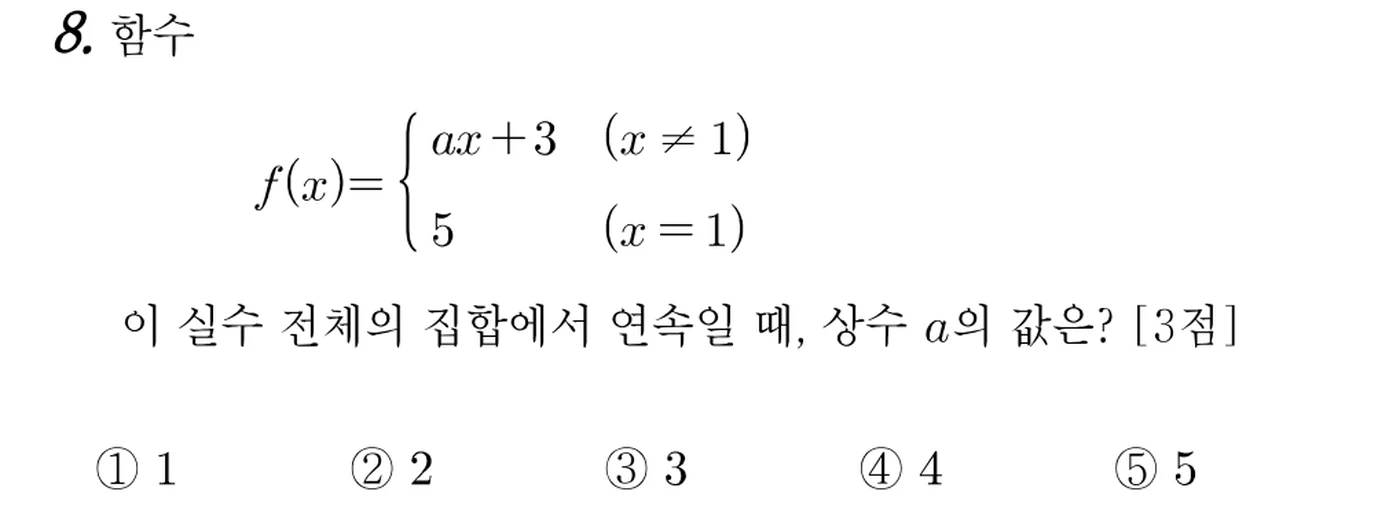 8. 함수
f(x)= { ax+3 (x ≠ 1)
5 (x = 1)
이 실수 전체의 집합에서 연속일 때, 상수 a의 값은? [3점]
① 1 ② 2 ③ 3 ④ 4 ⑤ 5